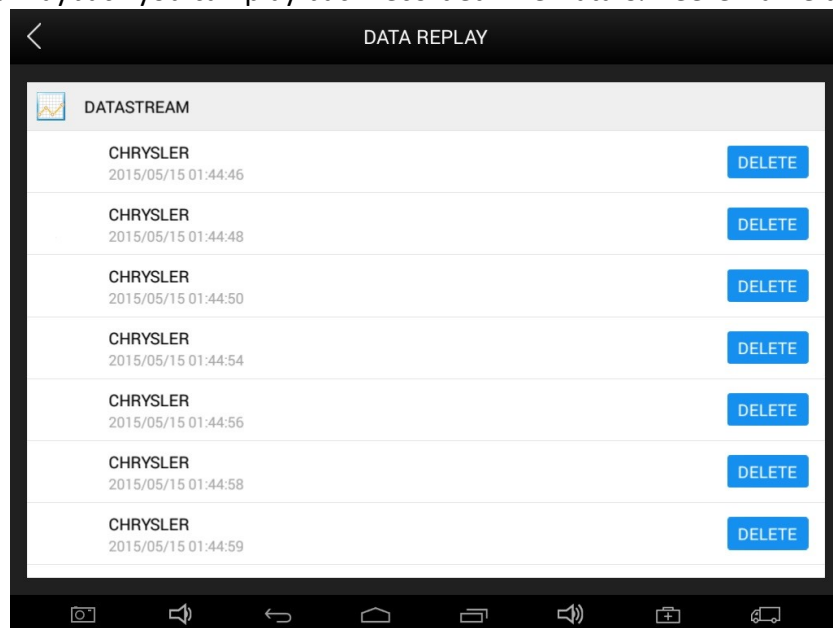 DATA REPLAY
DATASTREAM
CHRYSLER
2015/05/15 01:44:46
DELETE
CHRYSLER
2015/05/15 01:44:48
DELETE
CHRYSLER
2015/05/15 01:44:50
DELETE
CHRYSLER
2015/05/15 01:44:54
DELETE
CHRYSLER
2015/05/15 01:44:56
DELETE
CHRYSLER
2015/05/15 01:44:58
DELETE
CHRYSLER
2015/05/15 01:44:59
DELETE